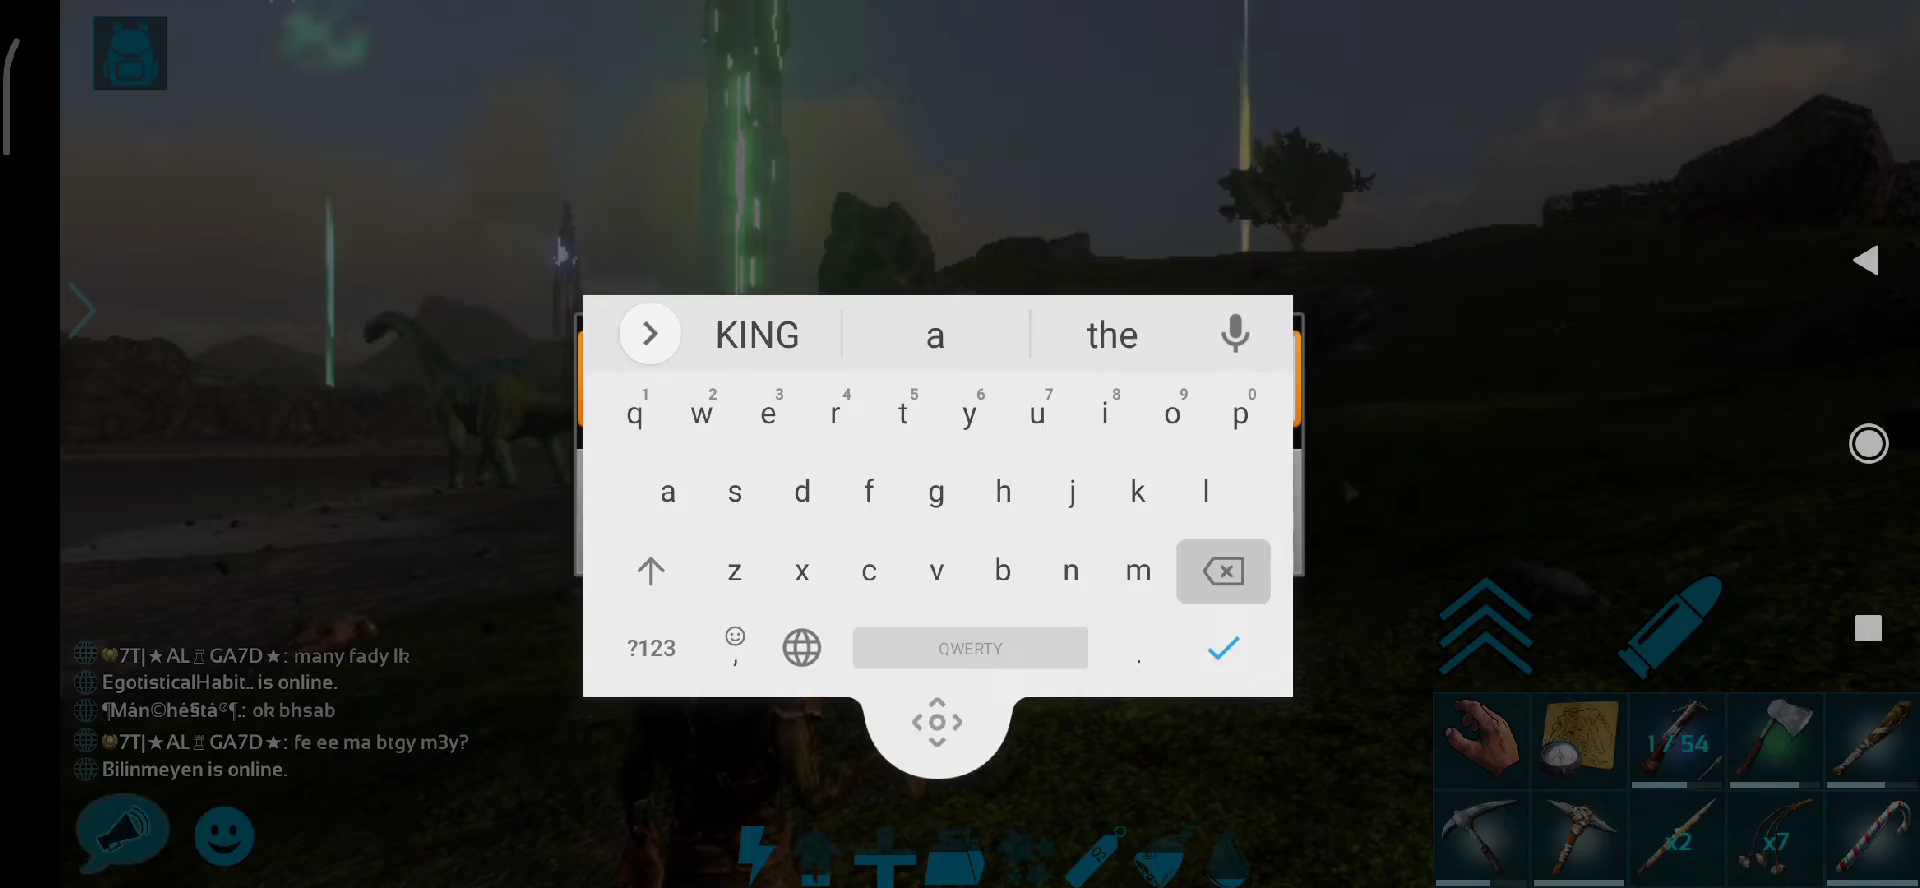 KING a the
1 2 3 4 5 6 7 8 9 0
q w e r t y u i o p
a s d f g h j k l
z x c v b n m
?123 , QWERTY .
7T|★AL♖GA7D★: many fady lk
EgotisticalHabit.. is online.
ok bhsab
7T|★AL♖GA7D★: fe ee ma btgy m3y?
Bilinmeyen is online.
1 / 54
x2 x7
O2